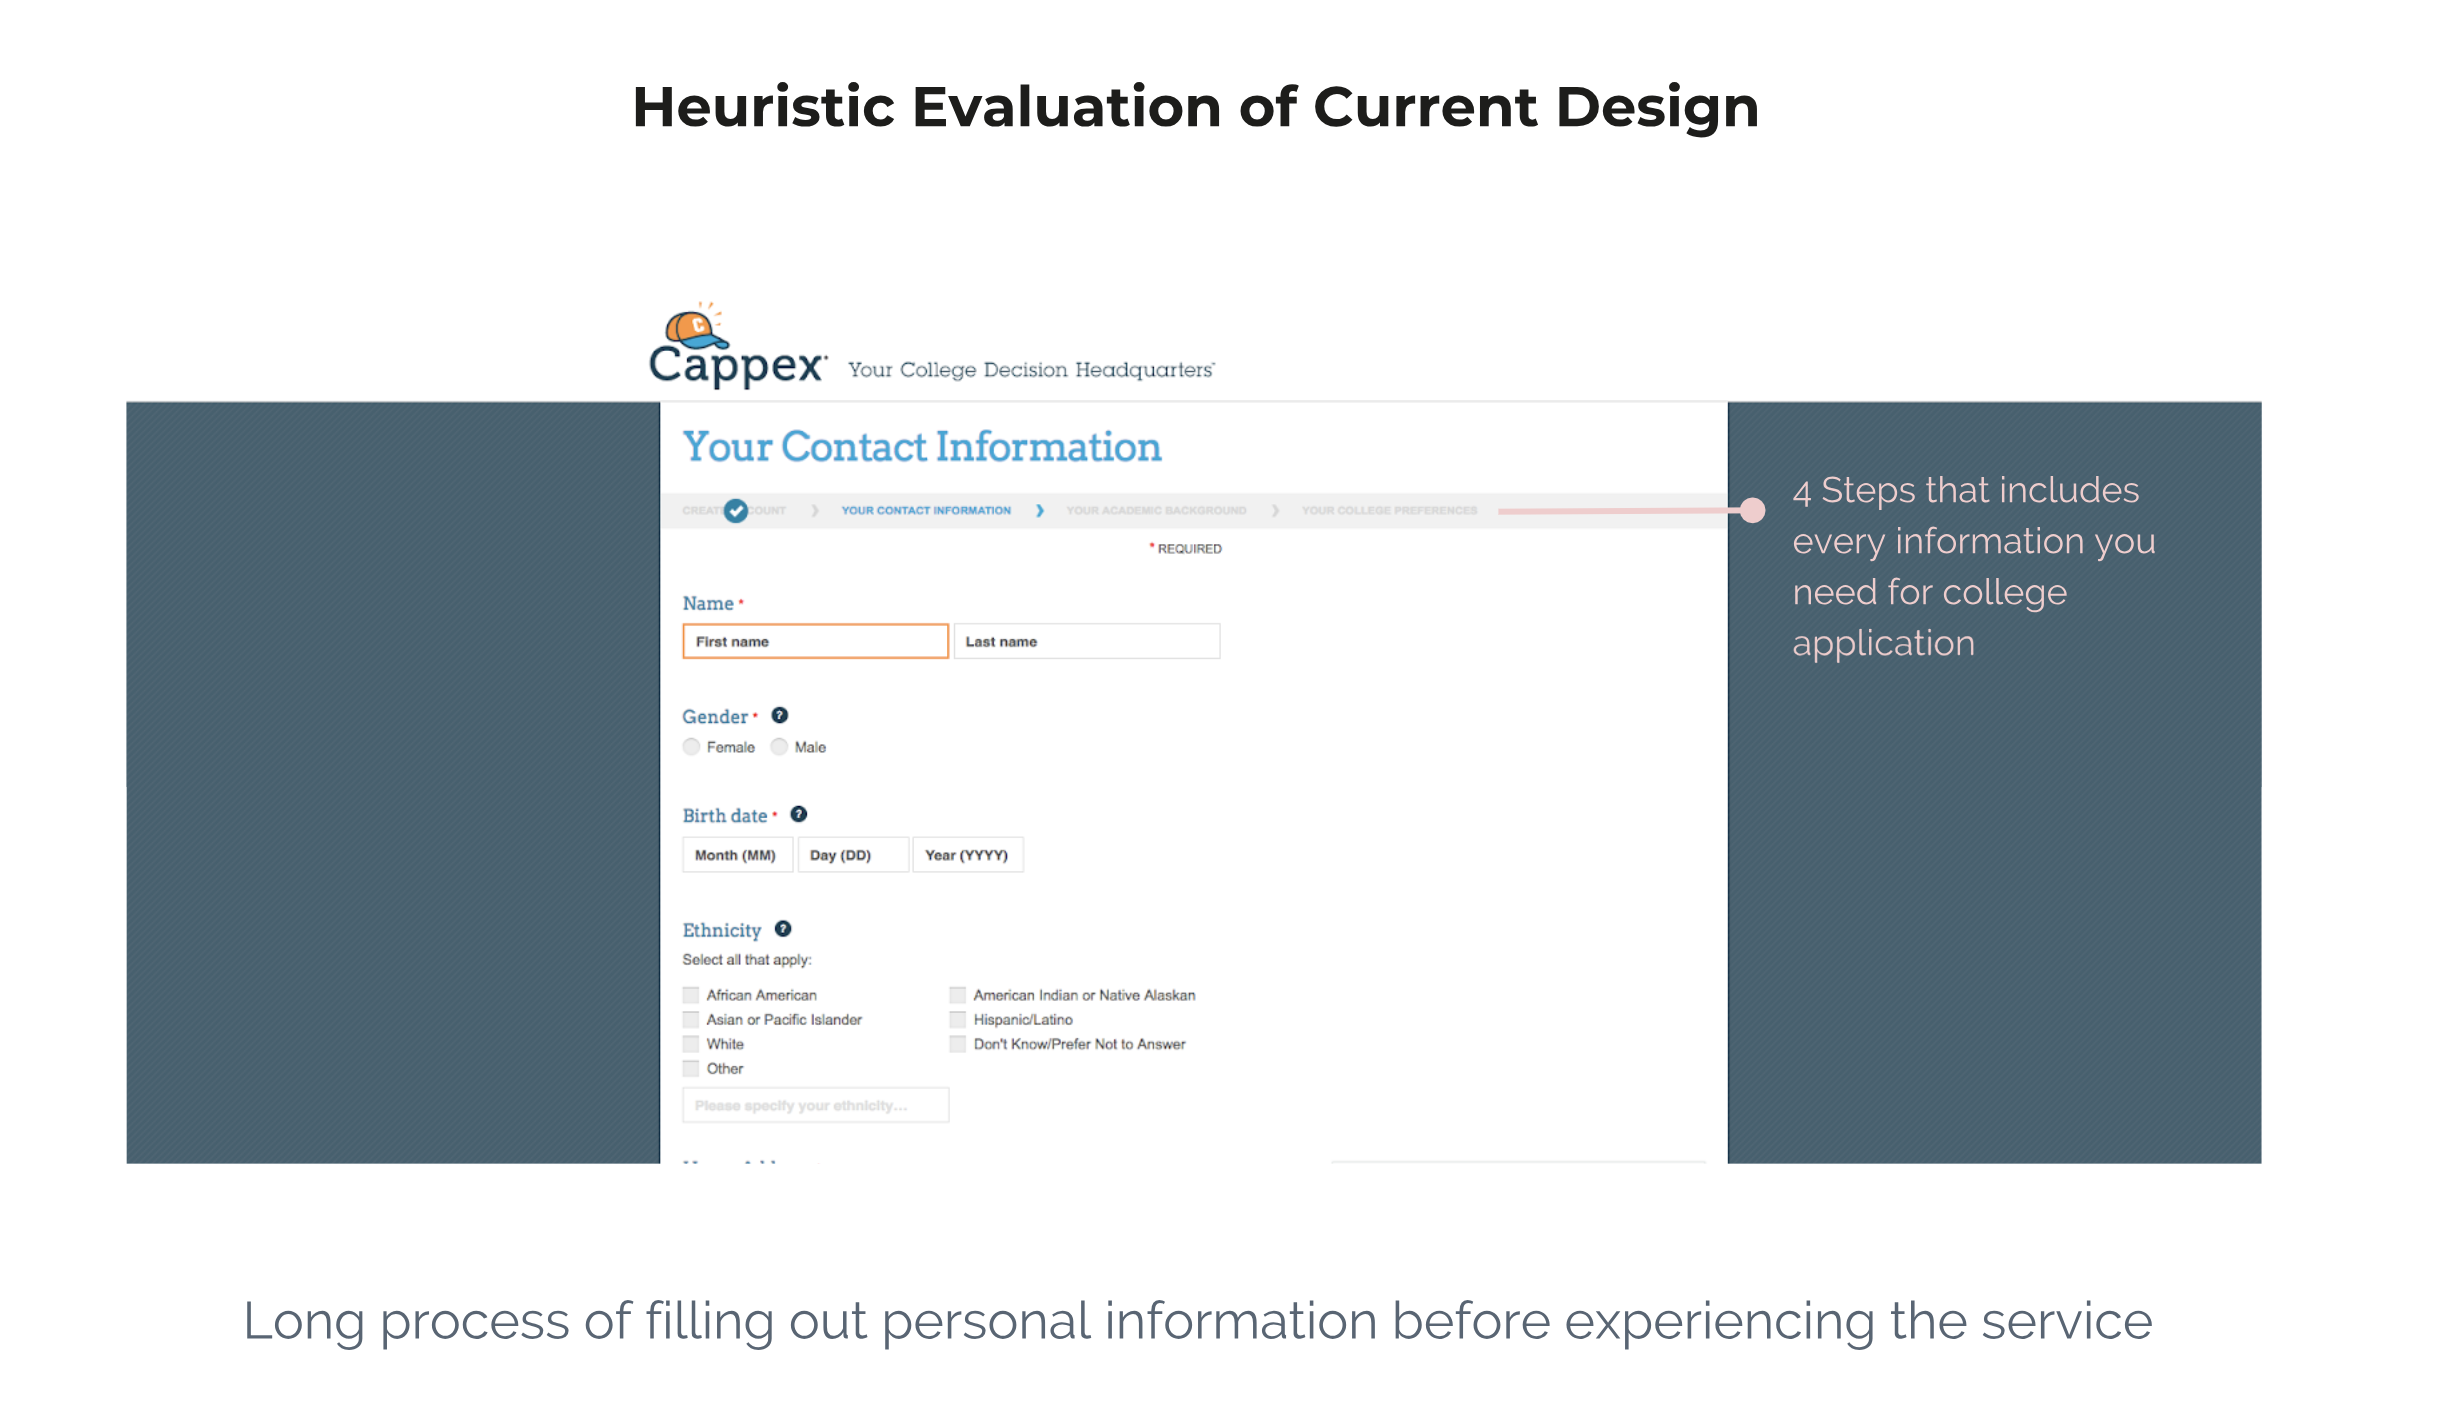 Heuristic Evaluation of Current Design
C
Cappex
Your College Decision Headquarters
Your Contact Information
YOUR CONTACT INFORMATION
YOUR ACADEMIC BACKGROUND
YOUR COLLEGE PREFERENCES
4 Steps that includes
every information you
need for college
application
* REQUIRED
Name *
First name
Last name
Gender *
?
Female
Male
Birth date *
?
Month (MM)
Day (DD)
Year (YYYY)
Ethnicity
?
Select all that apply:
African American
American Indian or Native Alaskan
Asian or Pacific Islander
Hispanic/Latino
White
Don't Know/Prefer Not to Answer
Other
Please specify your ethnicity...
Long process of filling out personal information before experiencing the service